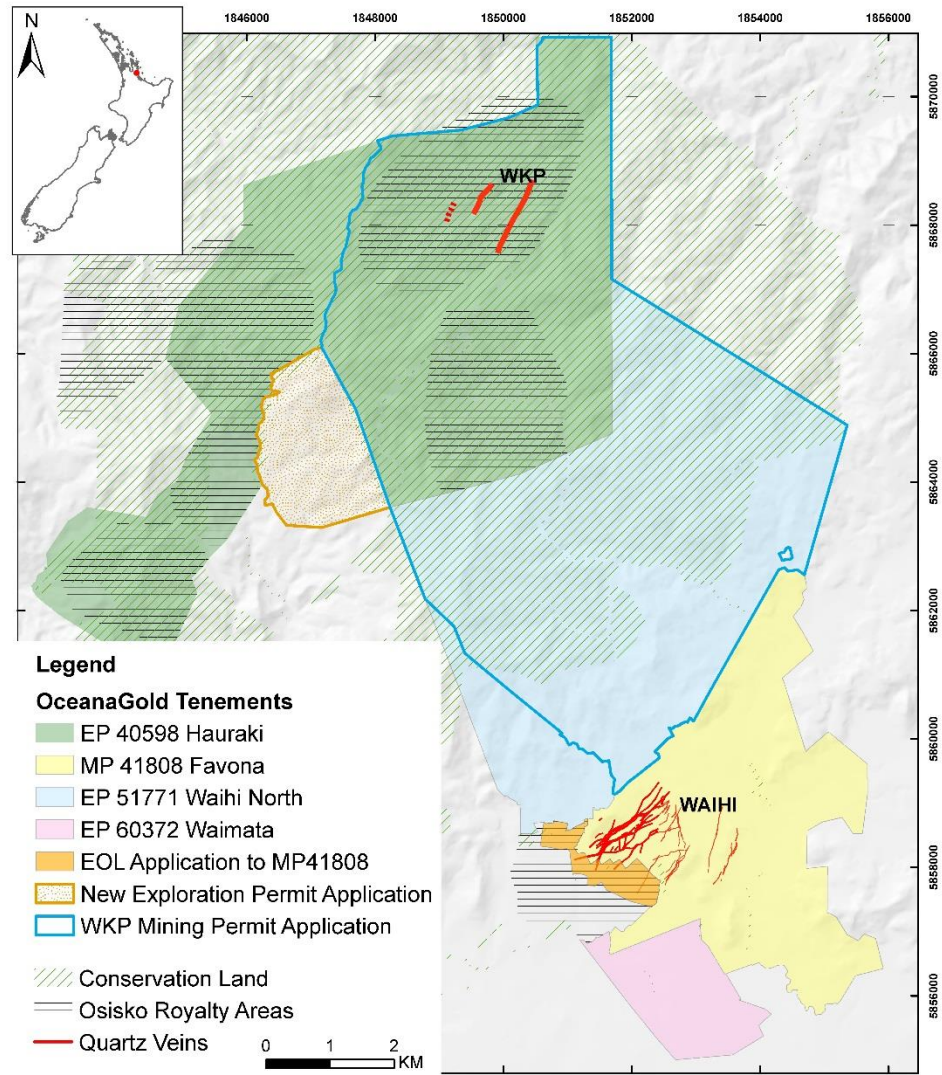 N
1846000 1848000 1850000 1852000 1854000 1856000
5870000
WKP
5868000
5866000
5864000
5862000
5860000
WAIHI
5858000
5856000
Legend
OceanaGold Tenements
EP 40598 Hauraki
MP 41808 Favona
EP 51771 Waihi North
EP 60372 Waimata
EOL Application to MP41808
New Exploration Permit Application
WKP Mining Permit Application
Conservation Land
Osisko Royalty Areas
Quartz Veins
0 1 2
KM